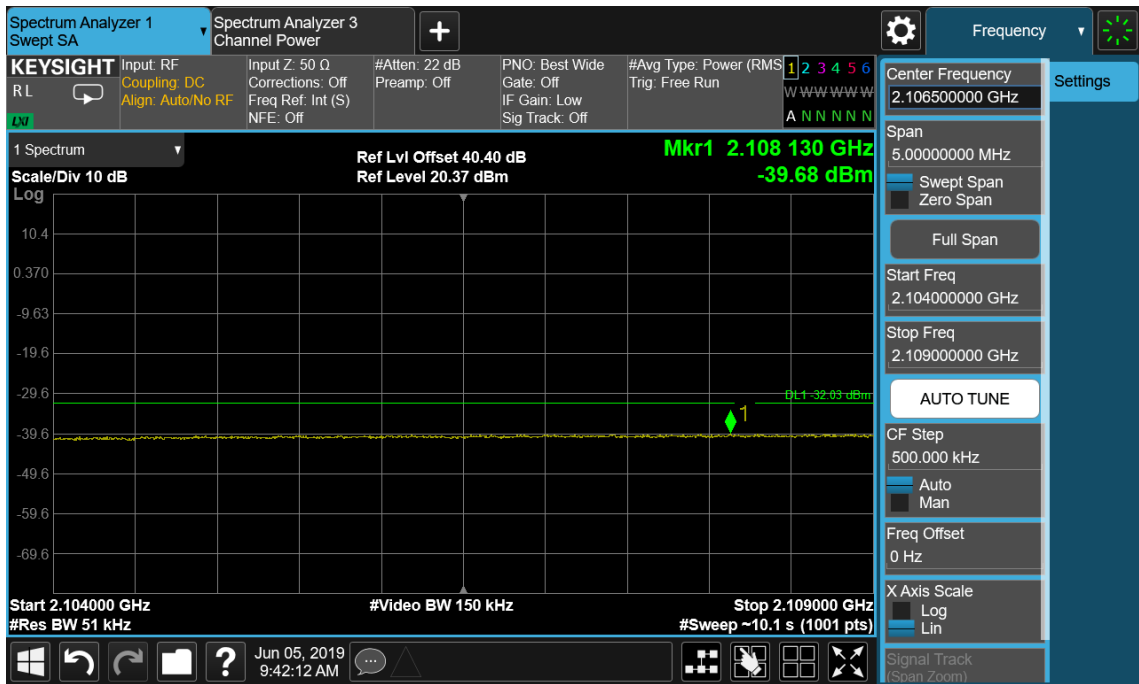 Spectrum Analyzer 1
Swept SA
Spectrum Analyzer 3
Channel Power
Frequency
KEYSIGHT
R L
LXI
Input: RF
Coupling: DC
Align: Auto/No RF
Input Z: 50 Ω
Corrections: Off
Freq Ref: Int (S)
NFE: Off
#Atten: 22 dB
Preamp: Off
PNO: Best Wide
Gate: Off
IF Gain: Low
Sig Track: Off
#Avg Type: Power (RMS
Trig: Free Run
1 2 3 4 5 6
W W W W W W
A N N N N N
1 Spectrum
Scale/Div 10 dB
Ref Lvl Offset 40.40 dB
Ref Level 20.37 dBm
Mkr1 2.108 130 GHz
-39.68 dBm
Log
10.4
0.370
-9.63
-19.6
-29.6
-39.6
-49.6
-59.6
-69.6
DL1 -32.03 dBm
1
Start 2.104000 GHz
#Res BW 51 kHz
#Video BW 150 kHz
Stop 2.109000 GHz
#Sweep ~10.1 s (1001 pts)
Center Frequency
2.106500000 GHz
Span
5.00000000 MHz
Swept Span
Zero Span
Full Span
Start Freq
2.104000000 GHz
Stop Freq
2.109000000 GHz
AUTO TUNE
CF Step
500.000 kHz
Auto
Man
Freq Offset
0 Hz
X Axis Scale
Log
Lin
Signal Track
(Span Zoom)
Settings
?
Jun 05, 2019
9:42:12 AM